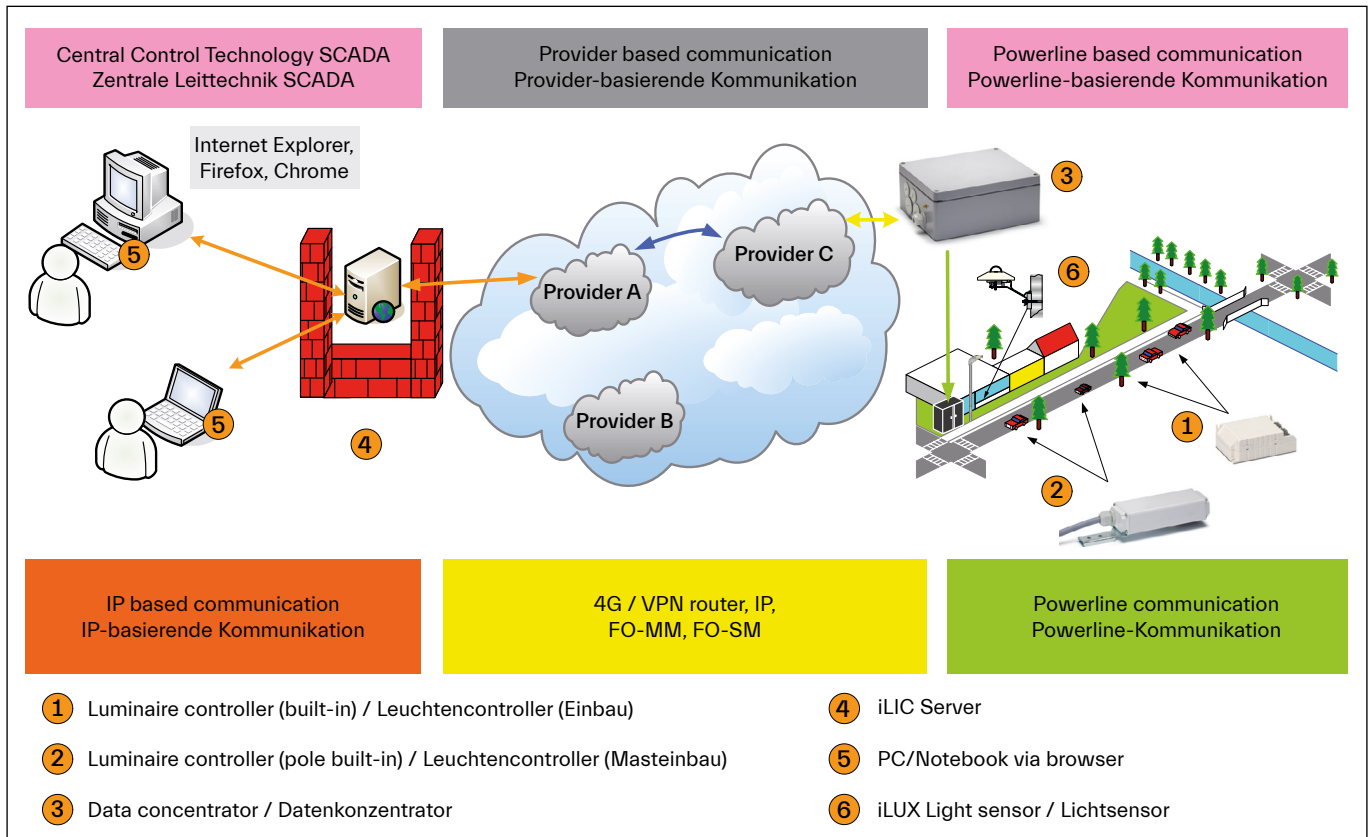 Central Control Technology SCADA
Zentrale Leittechnik SCADA
Provider based communication
Provider-basierende Kommunikation
Powerline based communication
Powerline-basierende Kommunikation
Internet Explorer,
Firefox, Chrome
3
5
Provider C
6
Provider A
5
4
Provider B
1
2
IP based communication
IP-basierende Kommunikation
4G / VPN router, IP,
FO-MM, FO-SM
Powerline communication
Powerline-Kommunikation
1 Luminaire controller (built-in) / Leuchtencontroller (Einbau)
2 Luminaire controller (pole built-in) / Leuchtencontroller (Masteinbau)
3 Data concentrator / Datenkonzentrator
4 iLIC Server
5 PC/Notebook via browser
6 iLUX Light sensor / Lichtsensor